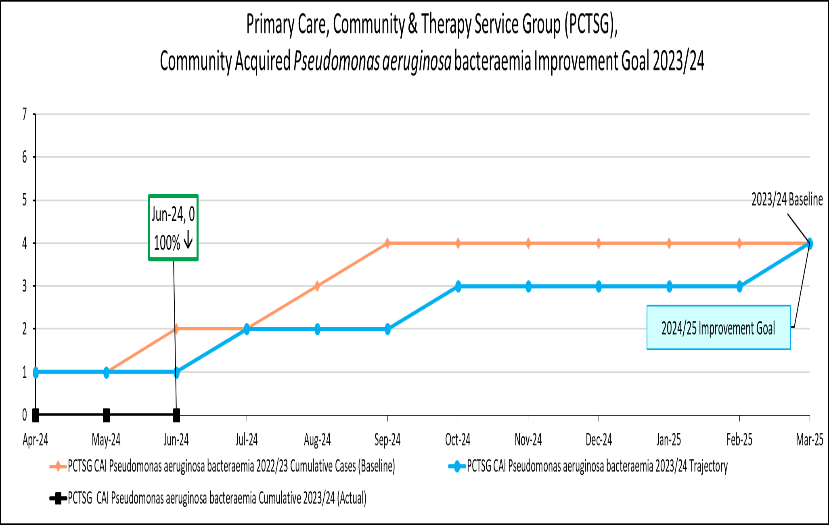 Primary Care, Community & Therapy Service Group (PCTSG),
Community Acquired Pseudomonas aeruginosa bacteraemia Improvement Goal 2023/24
7
6
5
4
3
2
1
0
Jun-24, 0
100% ↓
2023/24 Baseline
2024/25 Improvement Goal
Apr-24 May-24 Jun-24 Jul-24 Aug-24 Sep-24 Oct-24 Nov-24 Dec-24 Jan-25 Feb-25 Mar-25
PCTSG CAI Pseudomonas aeruginosa bacteraemia 2022/23 Cumulative Cases (Baseline)
PCTSG CAI Pseudomonas aeruginosa bacteraemia 2023/24 Trajectory
PCTSG CAI Pseudomonas aeruginosa bacteraemia Cumulative 2023/24 (Actual)